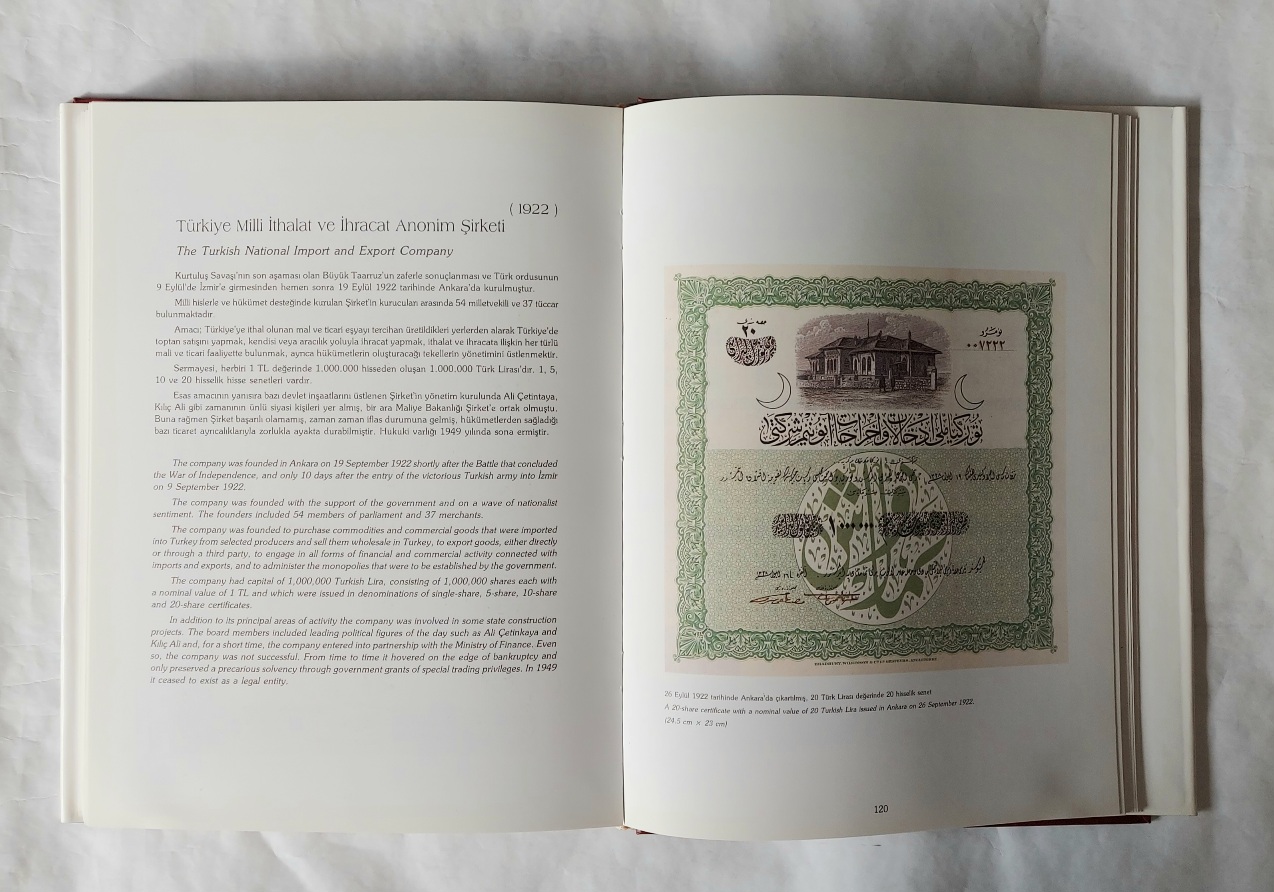 ( 1922 )
Türkiye Milli İthalat ve İhracat Anonim Şirketi
The Turkish National Import and Export Company
Kurtuluş Savaşı'nın son aşaması olan Büyük Taarruz'un zaferle sonuçlanması ve Türk ordusunun
9 Eylül'de İzmir'e girmesinden hemen sonra 19 Eylül 1922 tarihinde Ankara'da kurulmuştur.
Milli hislerle ve hükümet desteğinde kurulan Şirket'in kurucuları arasında 54 milletvekili ve 37 tüccar
bulunmaktadır.
Amacı; Türkiye'ye ithal olunan mal ve ticari eşyayı tercihan üretildikleri yerlerden alarak Türkiye'de
toptan satışını yapmak, kendisi veya aracılık yoluyla ihracat yapmak, ithalat ve ihracata ilişkin her türlü
mali ve ticari faaliyette bulunmak, ayrıca hükümetlerin oluşturacağı tekellerin yönetimini üstlenmektir.
Sermayesi, herbiri 1 TL değerinde 1.000.000 hisseden oluşan 1.000.000 Türk Lirası'dır. 1, 5,
10 ve 20 hisselik hisse senetleri vardır.
Esas amacının yanısıra bazı devlet inşaatlarını üstlenen Şirket'in yönetim kurulunda Ali Çetintaya,
Kılıç Ali gibi zamanının ünlü siyasi kişileri yer almış, bir ara Maliye Bakanlığı Şirket'e ortak olmuştu.
Buna rağmen Şirket başarılı olamamış, zaman zaman iflas durumuna gelmiş, hükümetlerden sağladığı
bazı ticaret ayrıcalıklarıyla zorlukla ayakta durabilmiştir. Hukuki varlığı 1949 yılında sona ermiştir.
The company was founded in Ankara on 19 September 1922 shortly after the Battle that concluded
the War of Independence, and only 10 days after the entry of the victorious Turkish army into İzmir
on 9 September 1922.
The company was founded with the support of the government and on a wave of nationalist
sentiment. The founders included 54 members of parliament and 37 merchants.
The company was founded to purchase commodities and commercial goods that were imported
into Turkey from selected producers and sell them wholesale in Turkey, to export goods, either directly
or through a third party, to engage in all forms of financial and commercial activity connected with
imports and exports, and to administer the monopolies that were to be established by the government.
The company had capital of 1,000,000 Turkish Lira, consisting of 1,000,000 shares each with
a nominal value of 1 TL and which were issued in denominations of single-share, 5-share, 10-share
and 20-share certificates.
In addition to its principal areas of activity the company was involved in some state construction
projects. The board members included leading political figures of the day such as Ali Çetinkaya and
Kılıç Ali and, for a short time, the company entered into partnership with the Ministry of Finance. Even
so, the company was not successful. From time to time it hovered on the edge of bankruptcy and
only preserved a precarious solvency through government grants of special trading privileges. In 1949
it ceased to exist as a legal entity.
٢٠
نومرو
٠٠٧٢٢٢
توركيا ملى ادخالات و اخراجات آنونيم شركتى
BRADBURY, WILKINSON & Cº Lº ENGRAVERS,
26 Eylül 1922 tarihinde Ankara'da çıkartılmış, 20 Türk Lirası değerinde 20 hisselik senet
A 20-share certificate with a nominal value of 20 Turkish Lira issued in Ankara on 26 September 1922.
(24.5 cm × 23 cm)
120